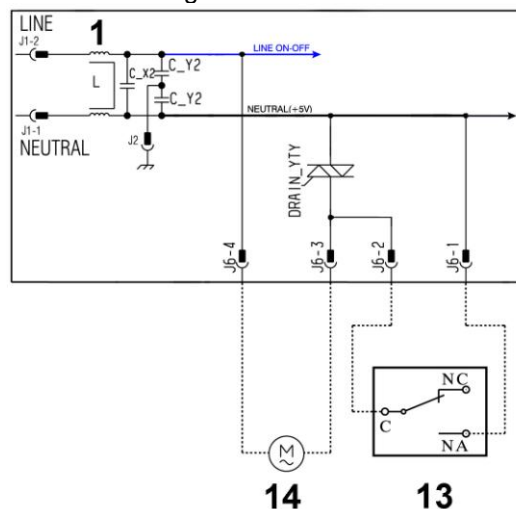 LINE
1
J1-2
LINE ON-OFF
C_Y2
L
C_X2
C_Y2
NEUTRAL(+5V)
J1-1
J2
NEUTRAL
DRAIN_YTY
J6-4
J6-3
J6-2
J6-1
NC
C
NA
M
14
13